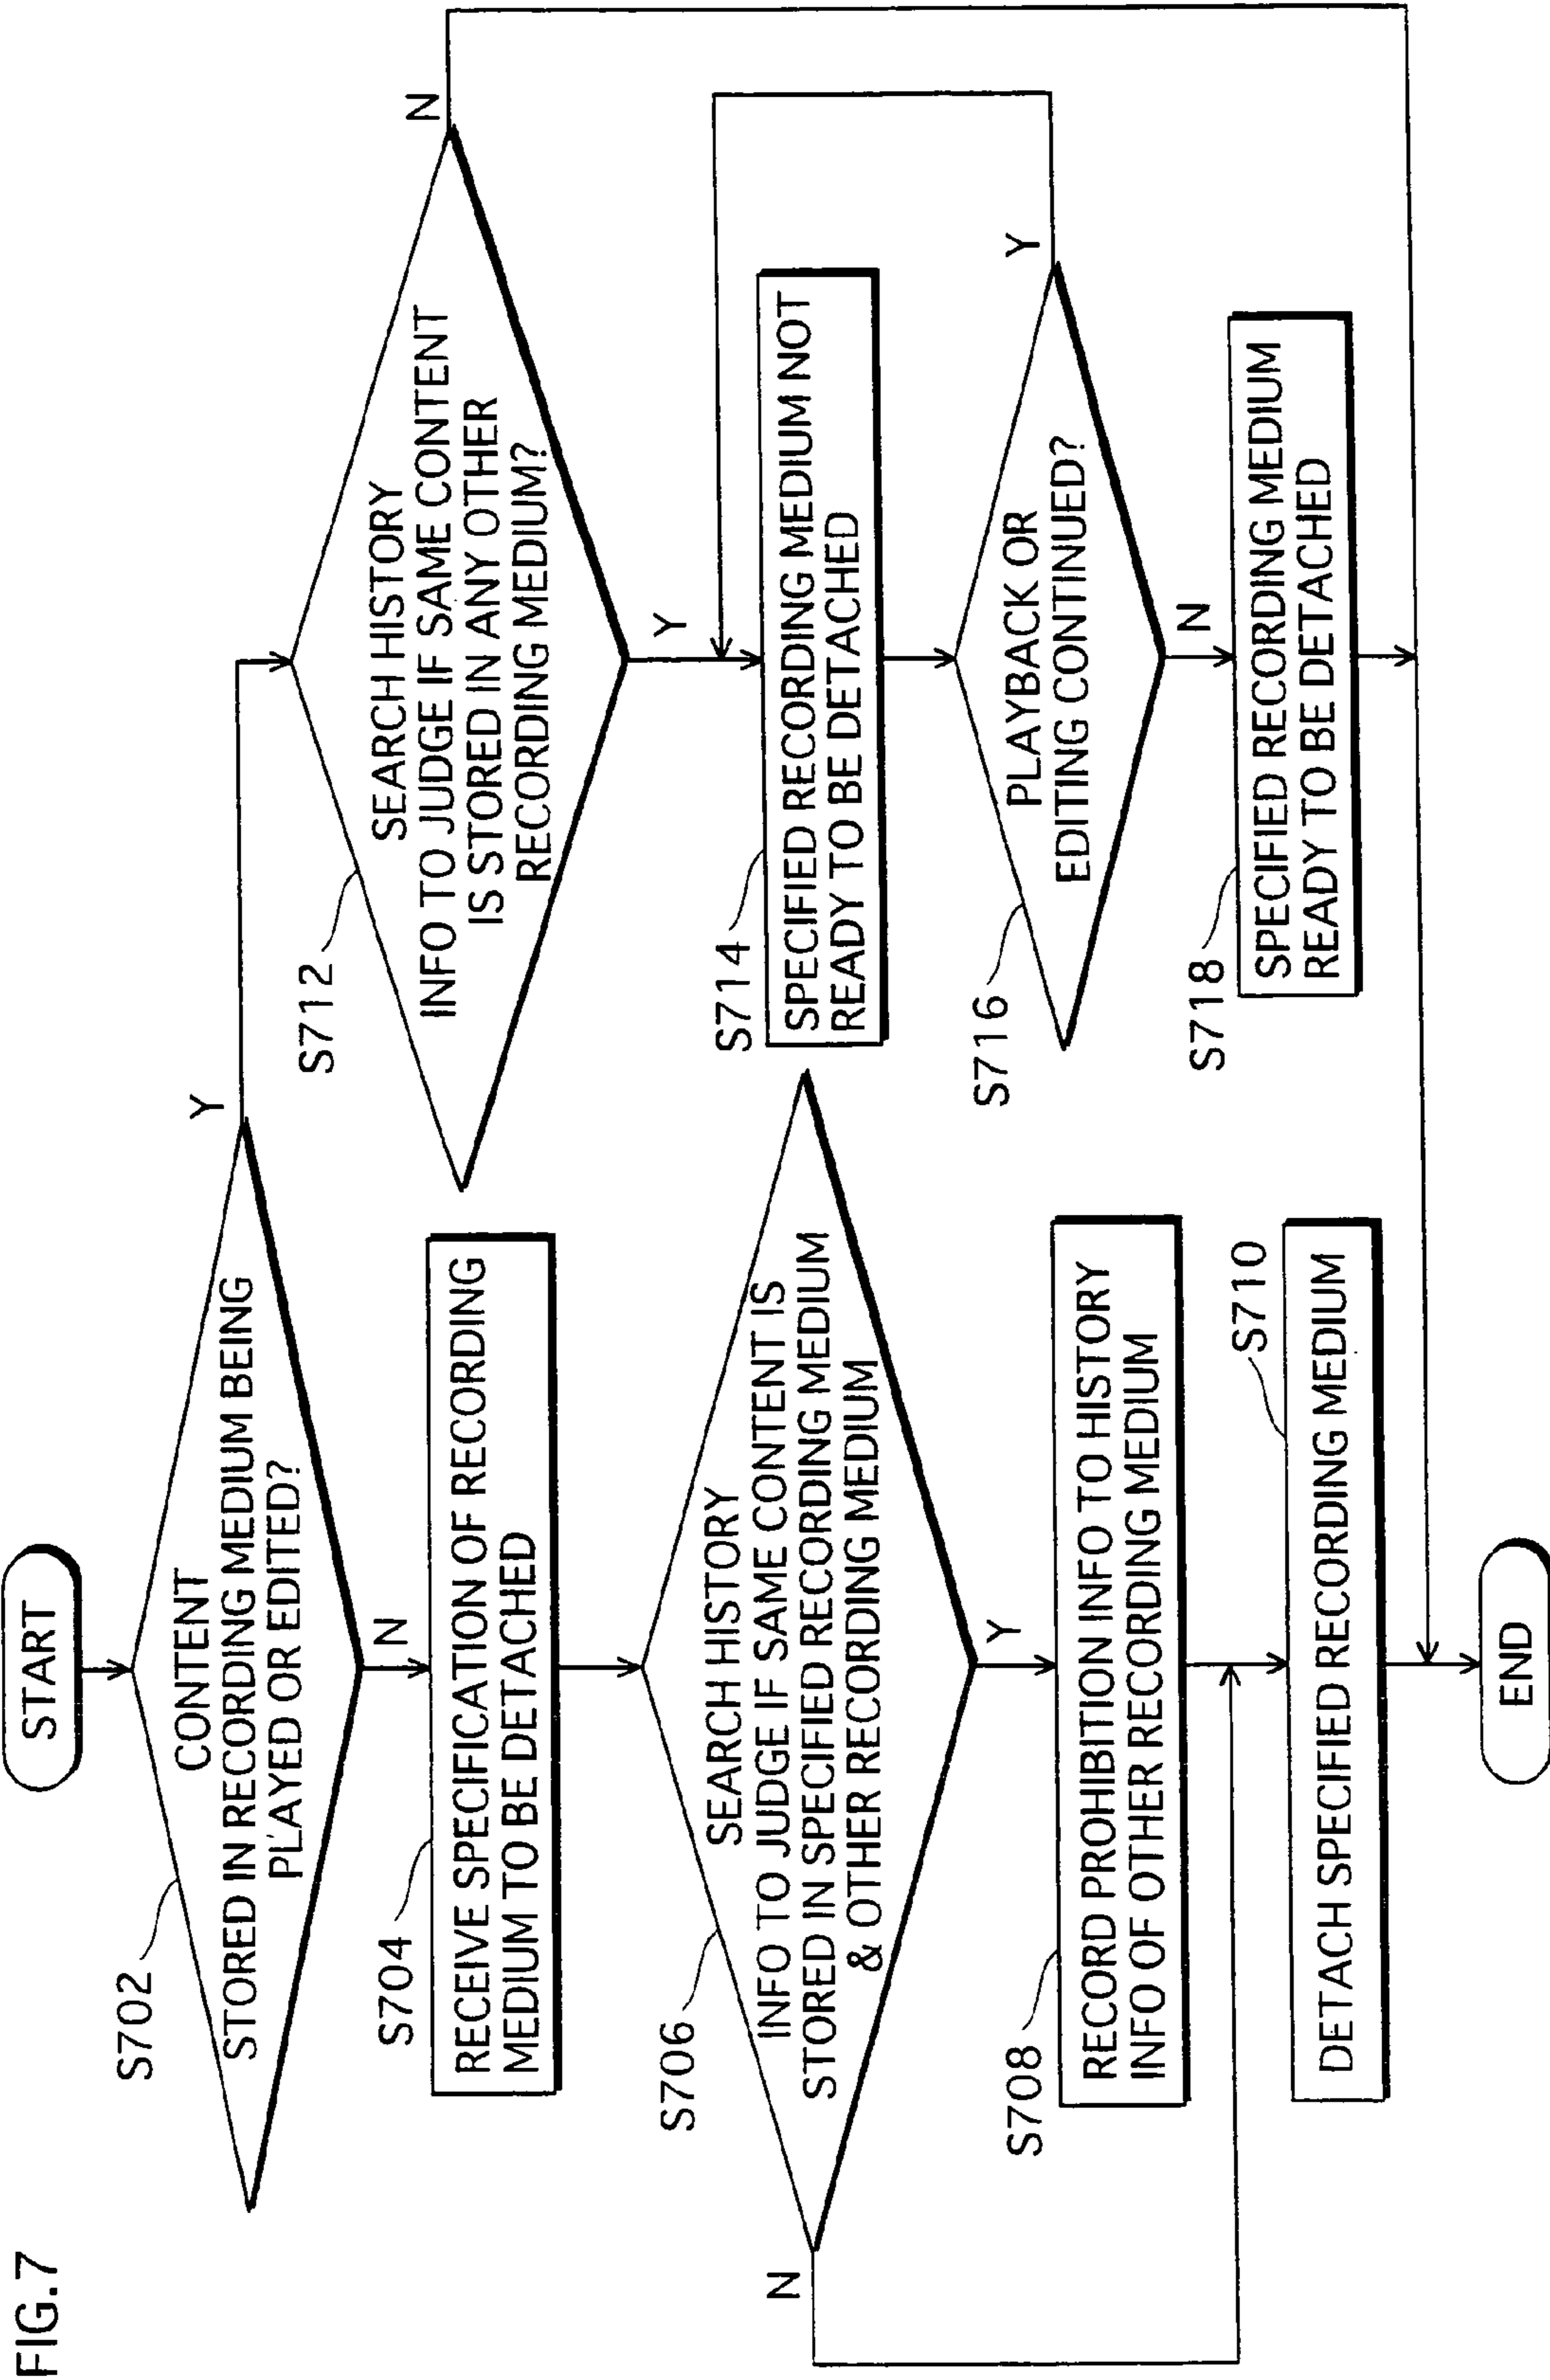 FIG.7
START
S702
CONTENT
STORED IN RECORDING MEDIUM BEING
PLAYED OR EDITED?
Y
N
S704
RECEIVE SPECIFICATION OF RECORDING
MEDIUM TO BE DETACHED
S706
SEARCH HISTORY
INFO TO JUDGE IF SAME CONTENT IS
STORED IN SPECIFIED RECORDING MEDIUM
& OTHER RECORDING MEDIUM
N
Y
S708
RECORD PROHIBITION INFO TO HISTORY
INFO OF OTHER RECORDING MEDIUM
S710
DETACH SPECIFIED RECORDING MEDIUM
END
S712
SEARCH HISTORY
INFO TO JUDGE IF SAME CONTENT
IS STORED IN ANY OTHER
RECORDING MEDIUM?
N
Y
S714
SPECIFIED RECORDING MEDIUM NOT
READY TO BE DETACHED
S716
PLAYBACK OR
EDITING CONTINUED?
Y
N
S718
SPECIFIED RECORDING MEDIUM
READY TO BE DETACHED